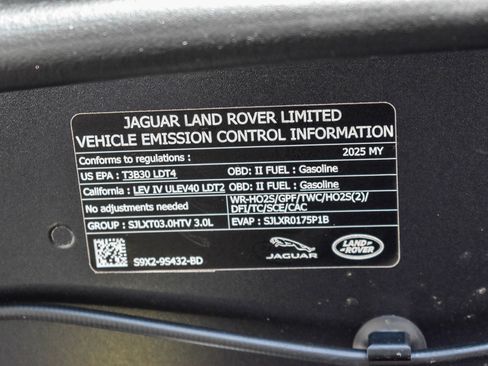 JAGUAR LAND ROVER LIMITED
VEHICLE EMISSION CONTROL INFORMATION
Conforms to regulations : 2025 MY
US EPA : T3B30 LDT4 OBD: II FUEL : Gasoline
California : LEV IV ULEV40 LDT2 OBD: II FUEL : Gasoline
No adjustments needed WR-HO2S/GPF/TWC/HO2S(2)/
DFI/TC/SCE/CAC
GROUP : SJLXT03.0HTV 3.0L EVAP : SJLXR0175P1B
S9X2-9S432-BD
JAGUAR
LAND-
ROVER